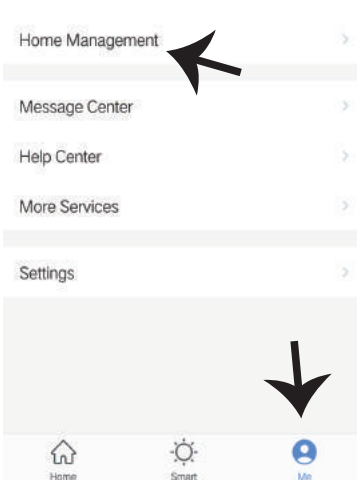 Home Management
Message Center
Help Center
More Services
Settings
Home Smart Me